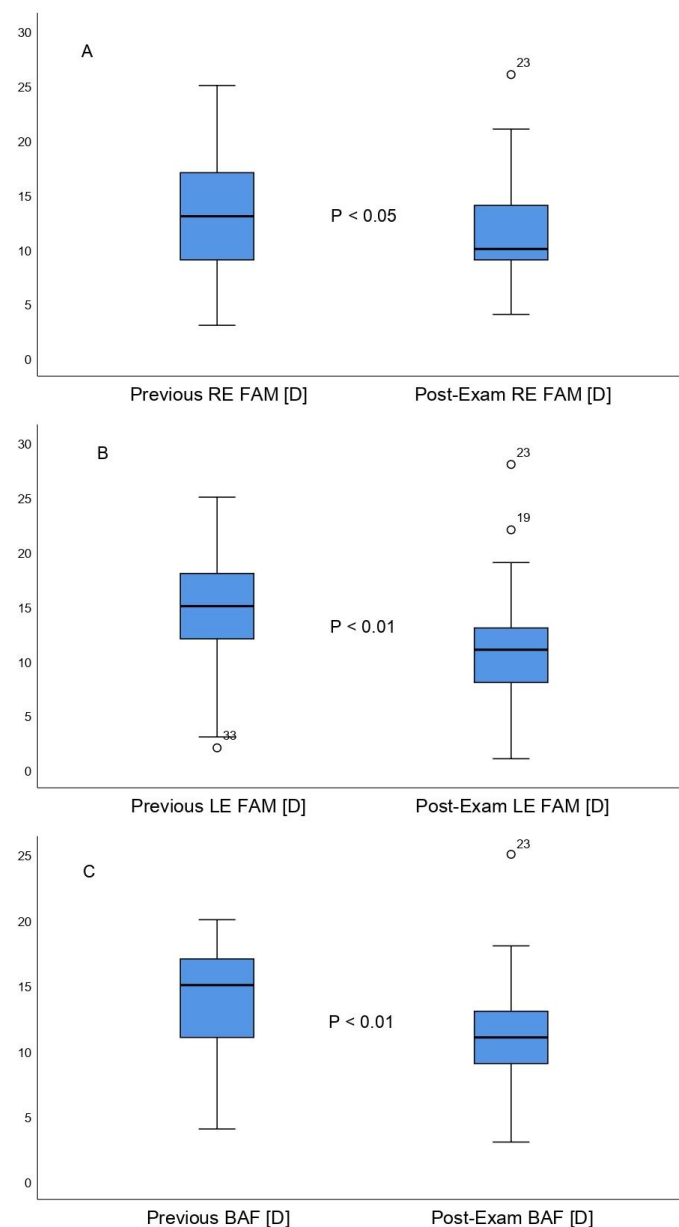 30
A
23
25
20
15
P < 0.05
10
5
0
Previous RE FAM [D] Post-Exam RE FAM [D]
30
B
23
25
19
20
15
P < 0.01
10
5
33
0
Previous LE FAM [D] Post-Exam LE FAM [D]
25
C
23
20
15
P < 0.01
10
5
0
Previous BAF [D] Post-Exam BAF [D]